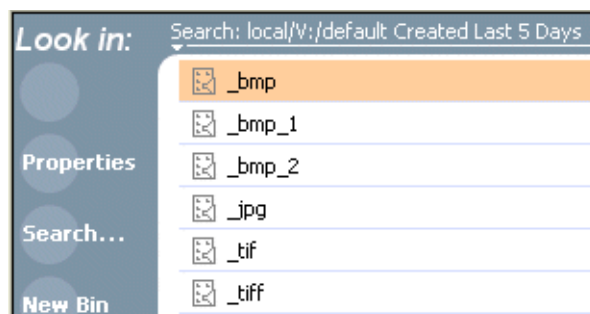 Look in:
Search: local/V:/default Created Last 5 Days
_bmp
_bmp_1
Properties
_bmp_2
_jpg
Search...
_tif
_tiff
New Bin